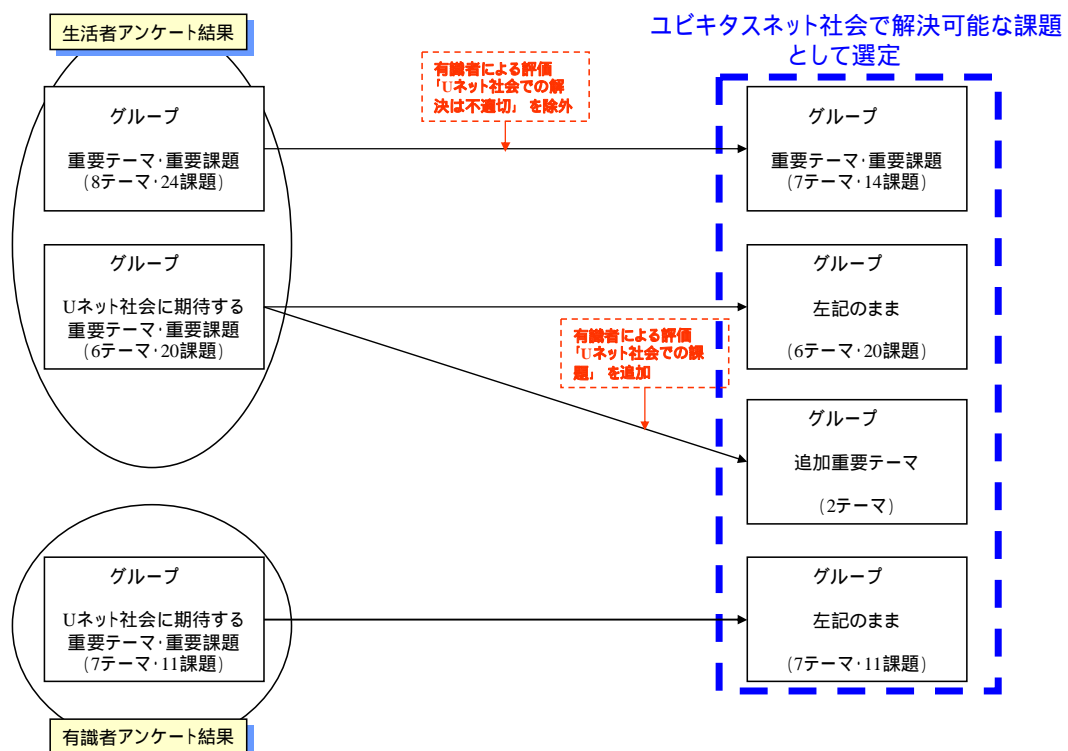 生活者アンケート結果
ユビキタスネット社会で解決可能な課題
として選定
有識者による評価
「Uネット社会での解
決は不適切」 を除外
グループ
重要テーマ・重要課題
(8テーマ・24課題)
グループ
重要テーマ・重要課題
(7テーマ・14課題)
グループ
Uネット社会に期待する
重要テーマ・重要課題
(6テーマ・20課題)
グループ
左記のまま
(6テーマ・20課題)
有識者による評価
「Uネット社会での課
題」 を追加
グループ
追加重要テーマ
(2テーマ)
グループ
Uネット社会に期待する
重要テーマ・重要課題
(7テーマ・11課題)
グループ
左記のまま
(7テーマ・11課題)
有識者アンケート結果